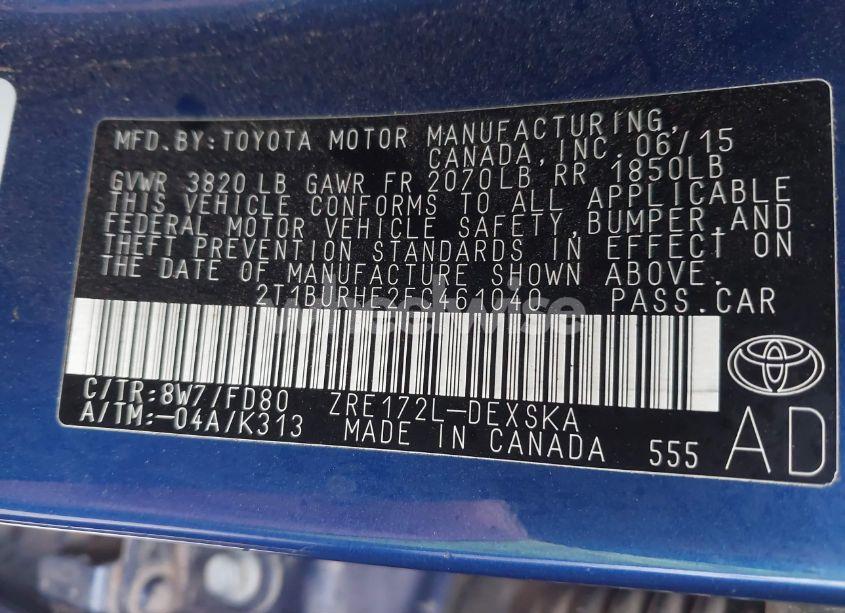 MFD.BY:TOYOTA MOTOR MANUFACTURING,
CANADA,INC. 06/15
GVWR 3820LB GAWR FR 2070LB RR 1850LB
THIS VEHICLE CONFORMS TO ALL APPLICABLE
FEDERAL MOTOR VEHICLE SAFETY,BUMPER,AND
THEFT PREVENTION STANDARDS IN EFFECT ON
THE DATE OF MANUFACTURE SHOWN ABOVE.
2T1BURHE2FC461040 PASS.CAR
wheelwise
C/TR:8W7/FD80 ZRE172L-DEXSKA
A/TM:-04A/K313 MADE IN CANADA 555 AD